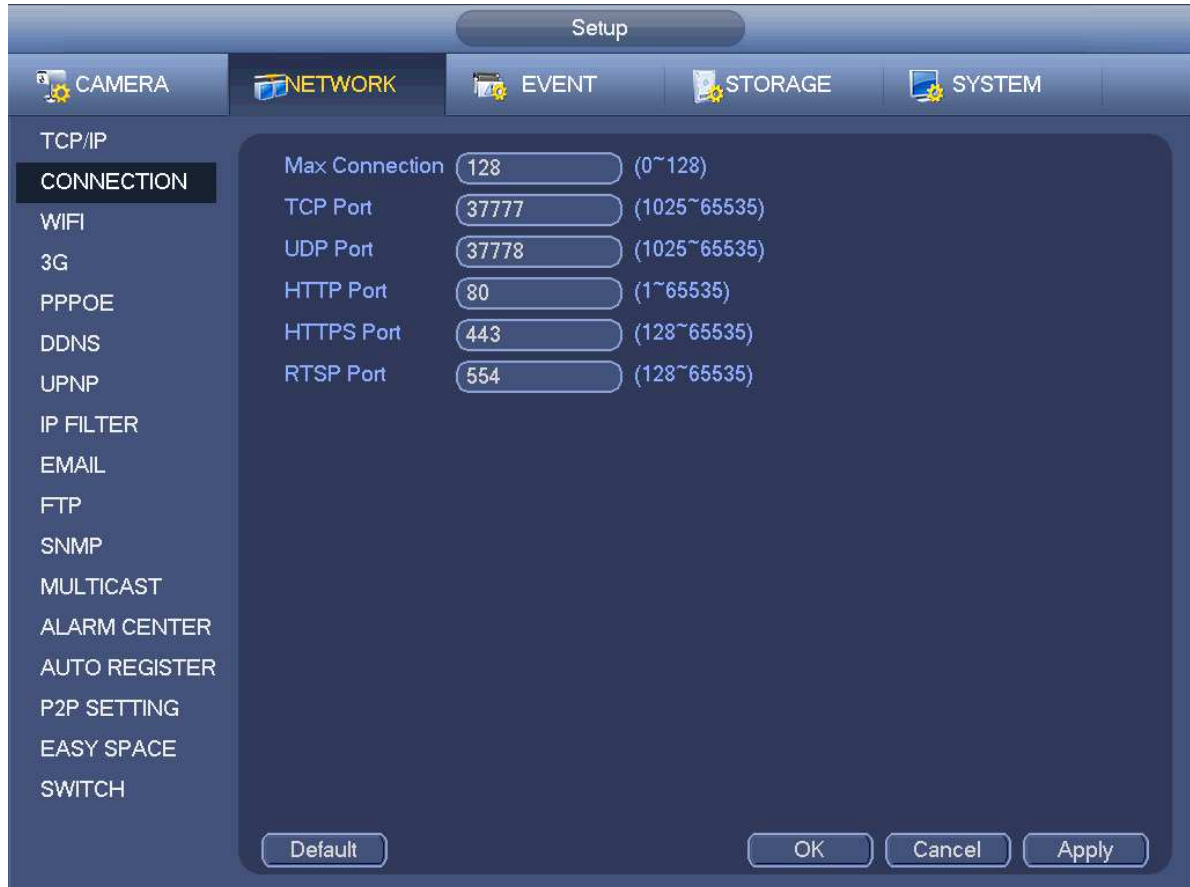 Setup
CAMERA NETWORK EVENT STORAGE SYSTEM
TCP/IP
CONNECTION
WIFI
3G
PPPOE
DDNS
UPNP
IP FILTER
EMAIL
FTP
SNMP
MULTICAST
ALARM CENTER
AUTO REGISTER
P2P SETTING
EASY SPACE
SWITCH
Max Connection 128 (0~128)
TCP Port 37777 (1025~65535)
UDP Port 37778 (1025~65535)
HTTP Port 80 (1~65535)
HTTPS Port 443 (128~65535)
RTSP Port 554 (128~65535)
Default OK Cancel Apply